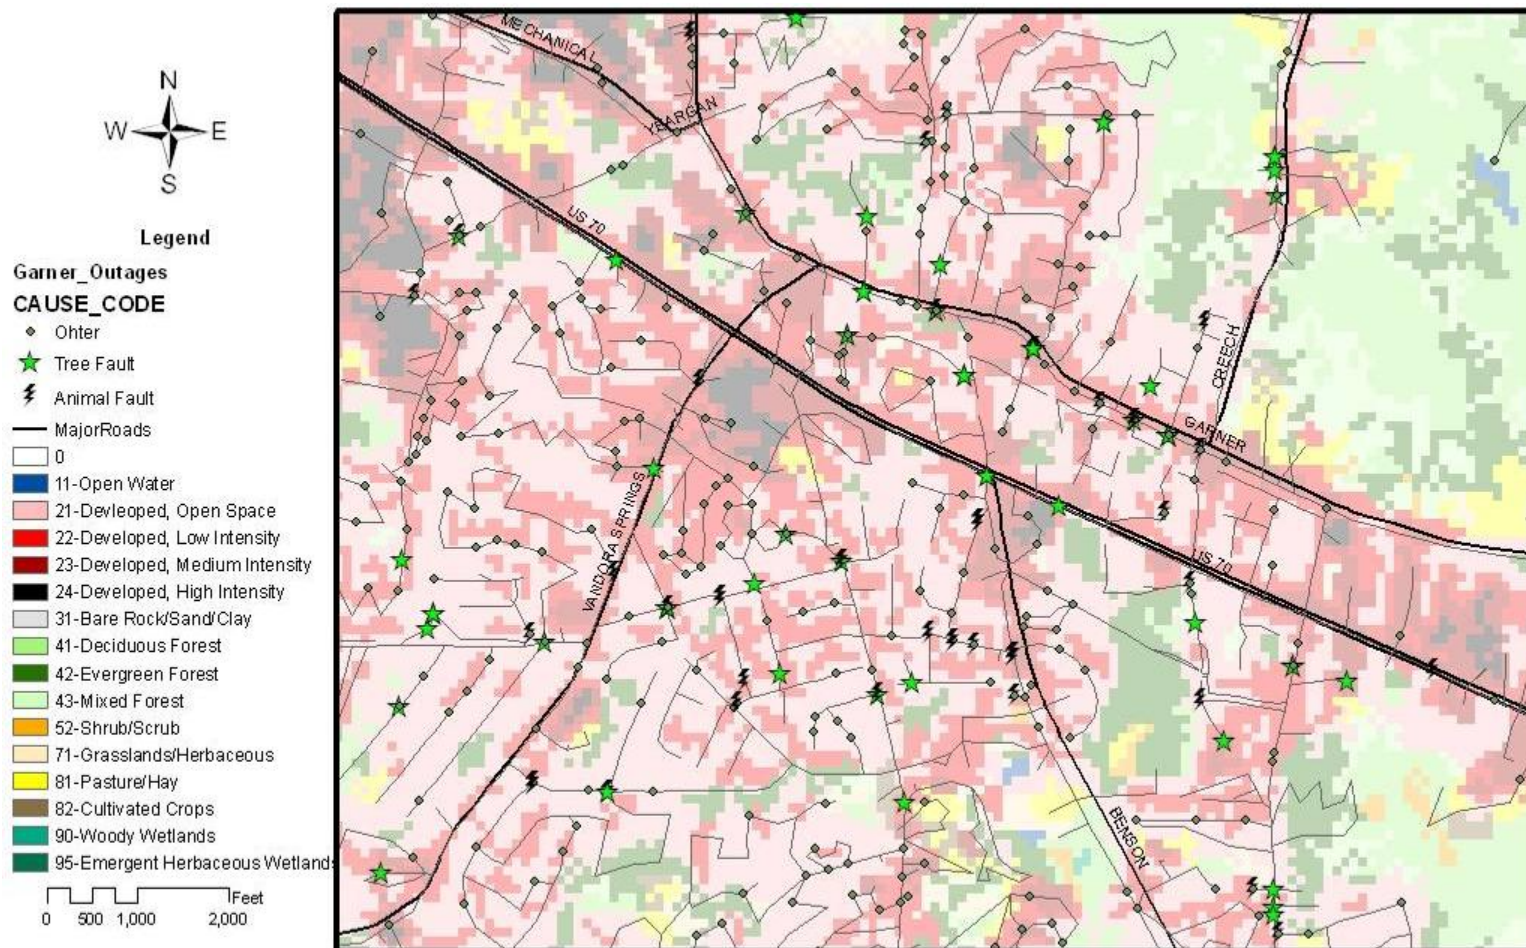 N
W E
S
Legend
Garner_Outages
CAUSE_CODE
Ohter
Tree Fault
Animal Fault
MajorRoads
0
11-Open Water
21-Devleoped, Open Space
22-Developed, Low Intensity
23-Developed, Medium Intensity
24-Developed, High Intensity
31-Bare Rock/Sand/Clay
41-Deciduous Forest
42-Evergreen Forest
43-Mixed Forest
52-Shrub/Scrub
71-Grasslands/Herbaceous
81-Pasture/Hay
82-Cultivated Crops
90-Woody Wetlands
95-Emergent Herbaceous Wetlands
Feet
0 500 1,000 2,000
MECHANICAL
YEARGAN
US 70
CREECH
GARNER
VANDORA SPRINGS
US 70
BENSON